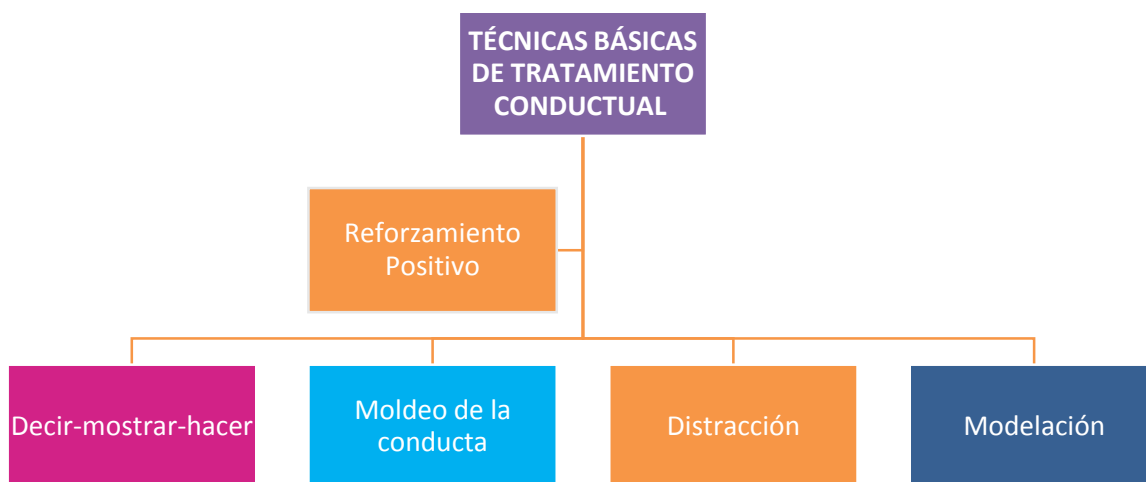 TÉCNICAS BÁSICAS
DE TRATAMIENTO
CONDUCTUAL
Reforzamiento
Positivo
Decir-mostrar-hacer
Moldeo de la
conducta
Distracción
Modelación